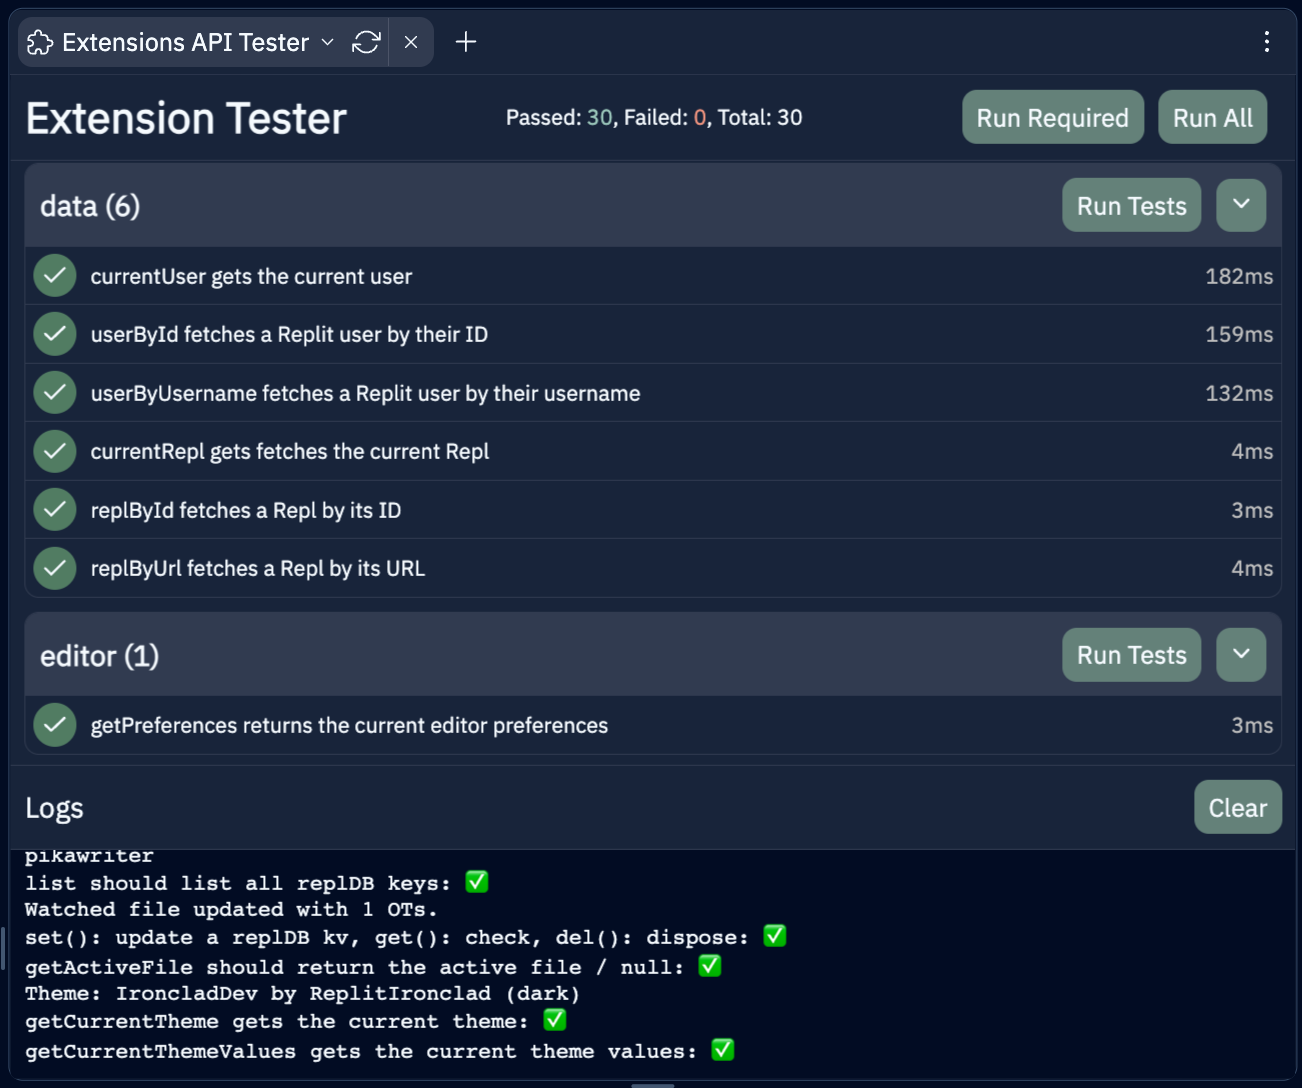 Extensions API Tester
Extension Tester
Passed: 30, Failed: 0, Total: 30
Run Required
Run All
data (6)
Run Tests
currentUser gets the current user
182ms
userById fetches a Replit user by their ID
159ms
userByUsername fetches a Replit user by their username
132ms
currentRepl gets fetches the current Repl
4ms
replById fetches a Repl by its ID
3ms
replByUrl fetches a Repl by its URL
4ms
editor (1)
Run Tests
getPreferences returns the current editor preferences
3ms
Logs
Clear
pikawriter
list should list all replDB keys: ✅
Watched file updated with 1 OTs.
set(): update a replDB kv, get(): check, del(): dispose: ✅
getActiveFile should return the active file / null: ✅
Theme: IroncladDev by ReplitIronclad (dark)
getCurrentTheme gets the current theme: ✅
getCurrentThemeValues gets the current theme values: ✅